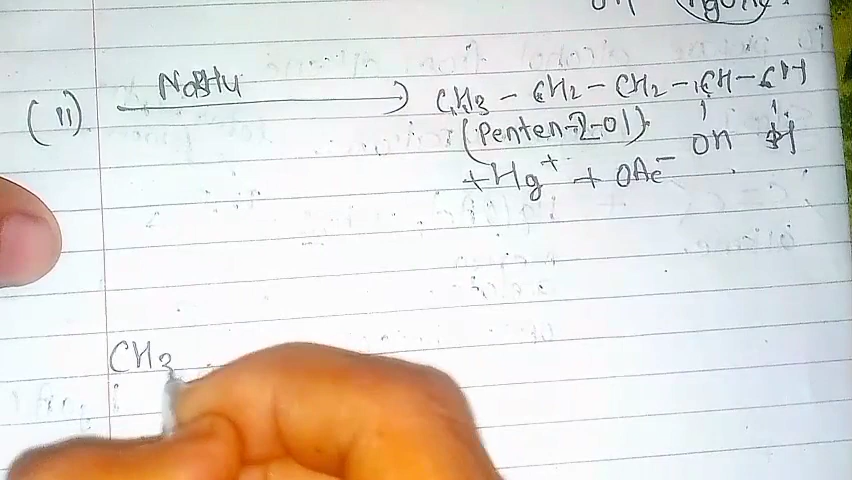 (ii) NaBH4 CH3 - CH2 - CH2 - CH - CH
(Penten-2-ol) OH H
+ Hg+ + OAc-
CH3